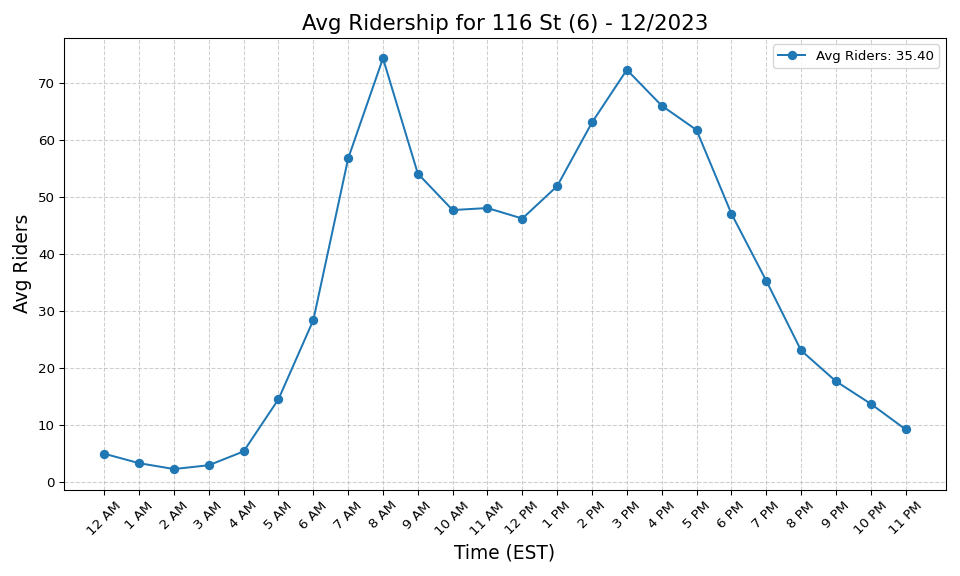 Avg Ridership for 116 St (6) - 12/2023
Avg Riders: 35.40
Avg Riders
70
60
50
40
30
20
10
0
12 AM
1 AM
2 AM
3 AM
4 AM
5 AM
6 AM
7 AM
8 AM
9 AM
10 AM
11 AM
12 PM
1 PM
2 PM
3 PM
4 PM
5 PM
6 PM
7 PM
8 PM
9 PM
10 PM
11 PM
Time (EST)